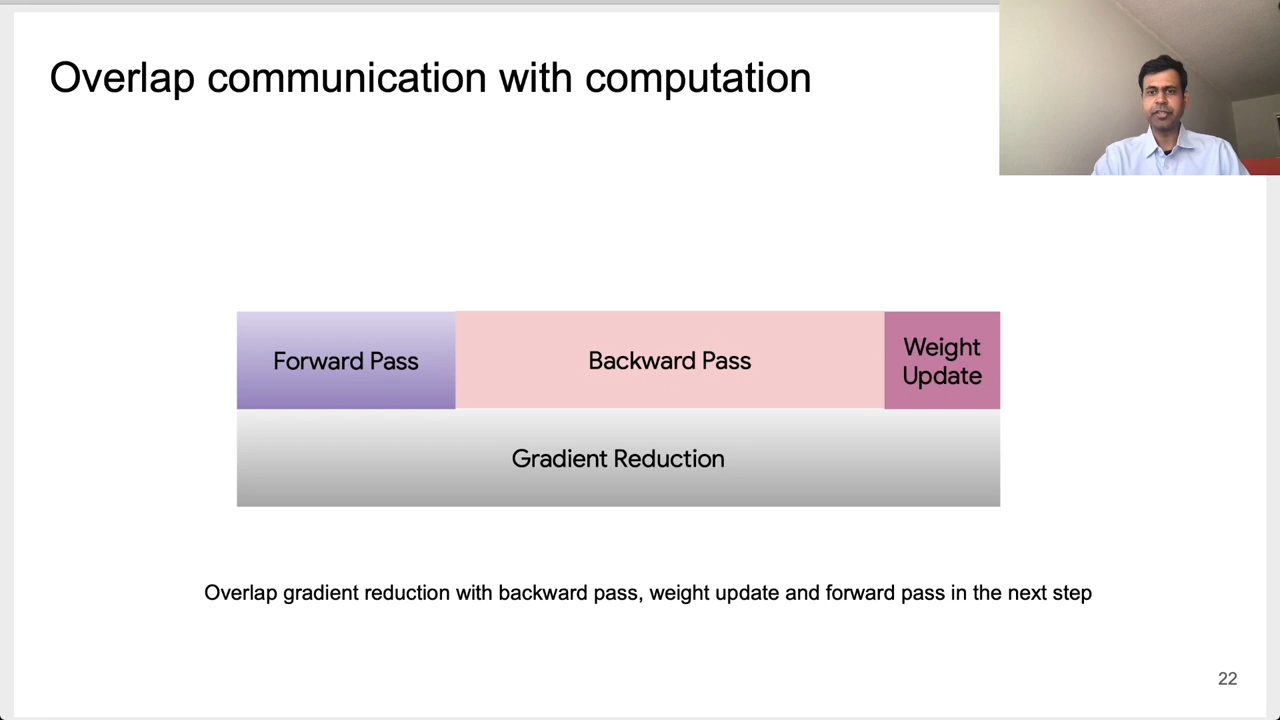 Overlap communication with computation
Forward Pass
Backward Pass
Weight
Update
Gradient Reduction
Overlap gradient reduction with backward pass, weight update and forward pass in the next step
22